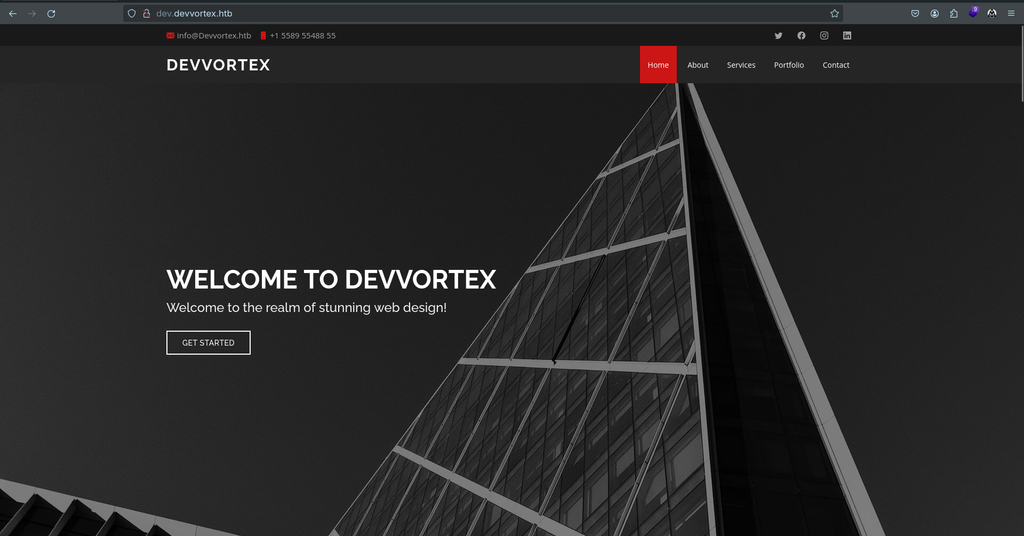 dev.devvortex.htb
9
info@Devvortex.htb +1 5589 55488 55
DEVVORTEX
Home About Services Portfolio Contact
WELCOME TO DEVVORTEX
Welcome to the realm of stunning web design!
GET STARTED